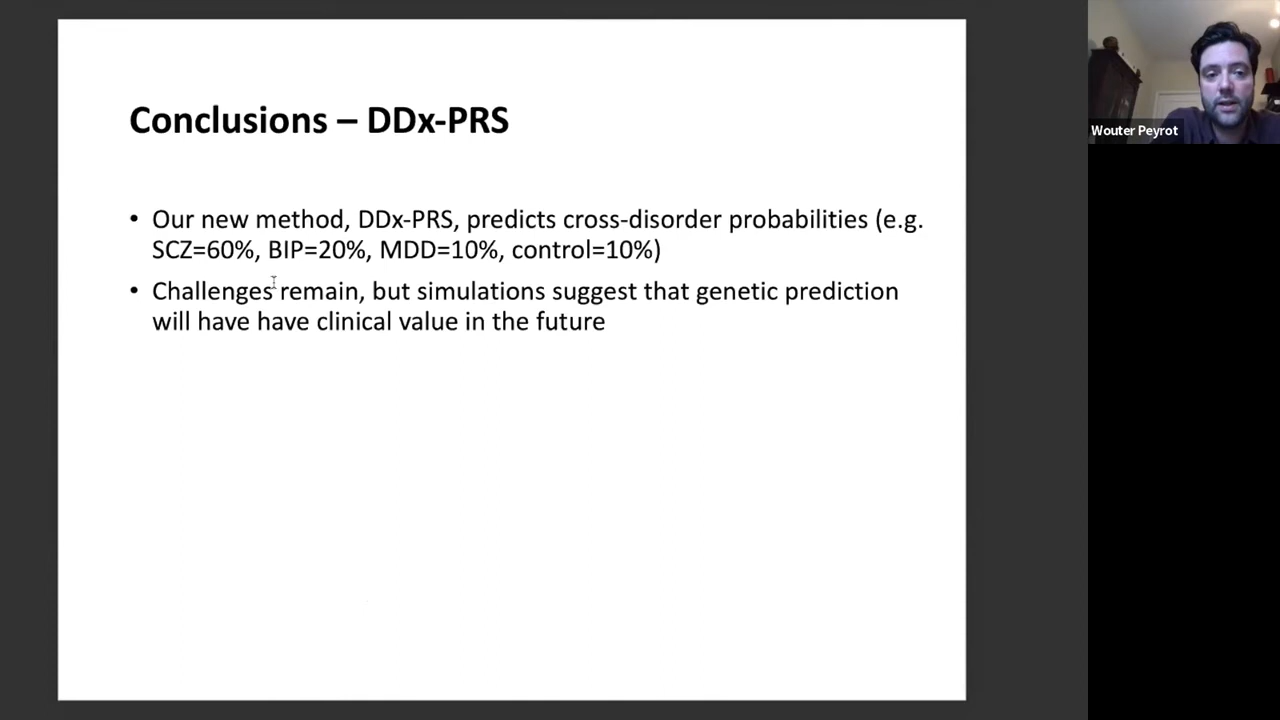 Conclusions – DDx-PRS
• Our new method, DDx-PRS, predicts cross-disorder probabilities (e.g.
SCZ=60%, BIP=20%, MDD=10%, control=10%)
• Challenges remain, but simulations suggest that genetic prediction
will have have clinical value in the future
Wouter Peyrot